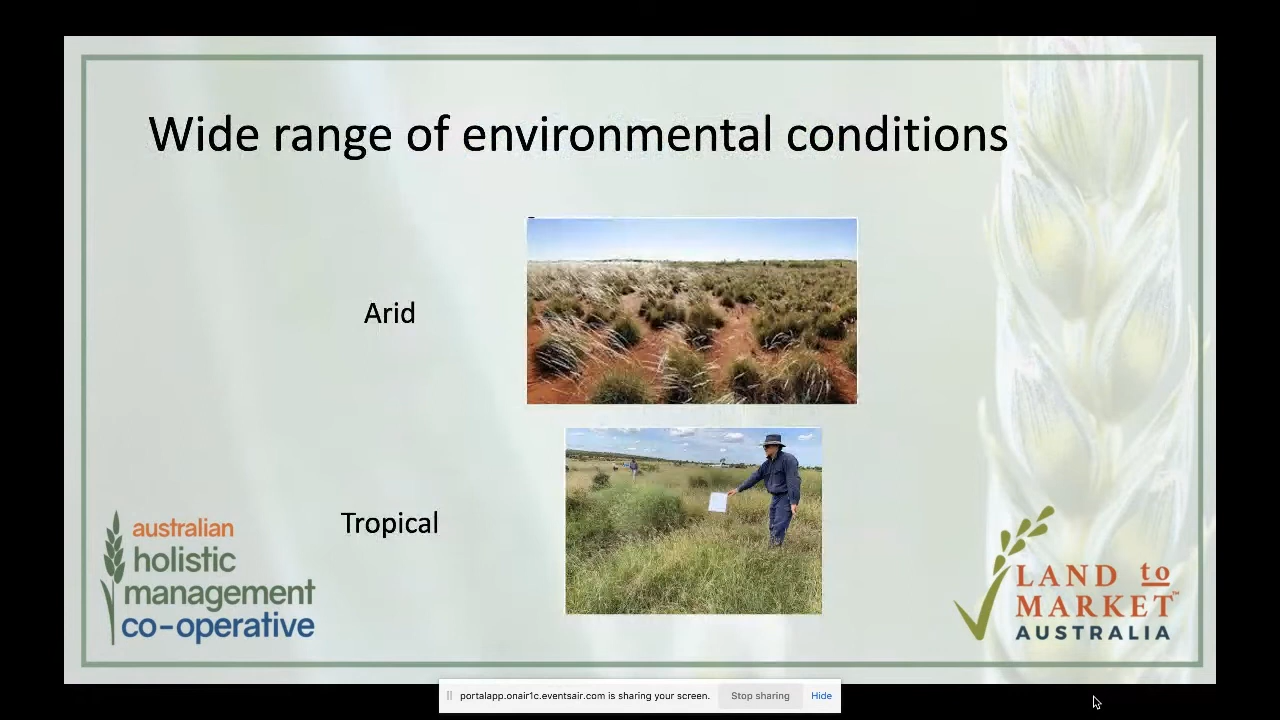 Wide range of environmental conditions
Arid
Tropical
australian
holistic
management
co-operative
LAND to
MARKET™
AUSTRALIA
portalapp.onair1c.eventsair.com is sharing your screen.
Stop sharing
Hide